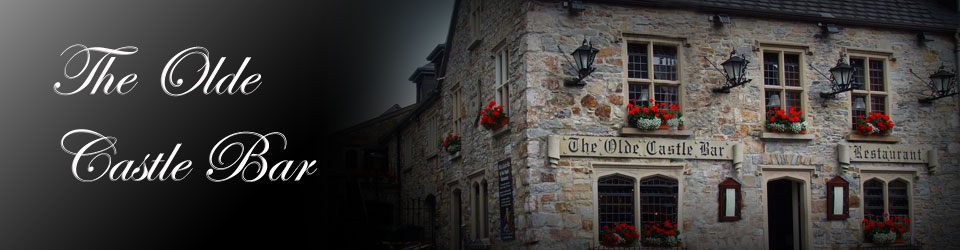 The Olde
Castle Bar
The Olde Castle Bar
Restaurant